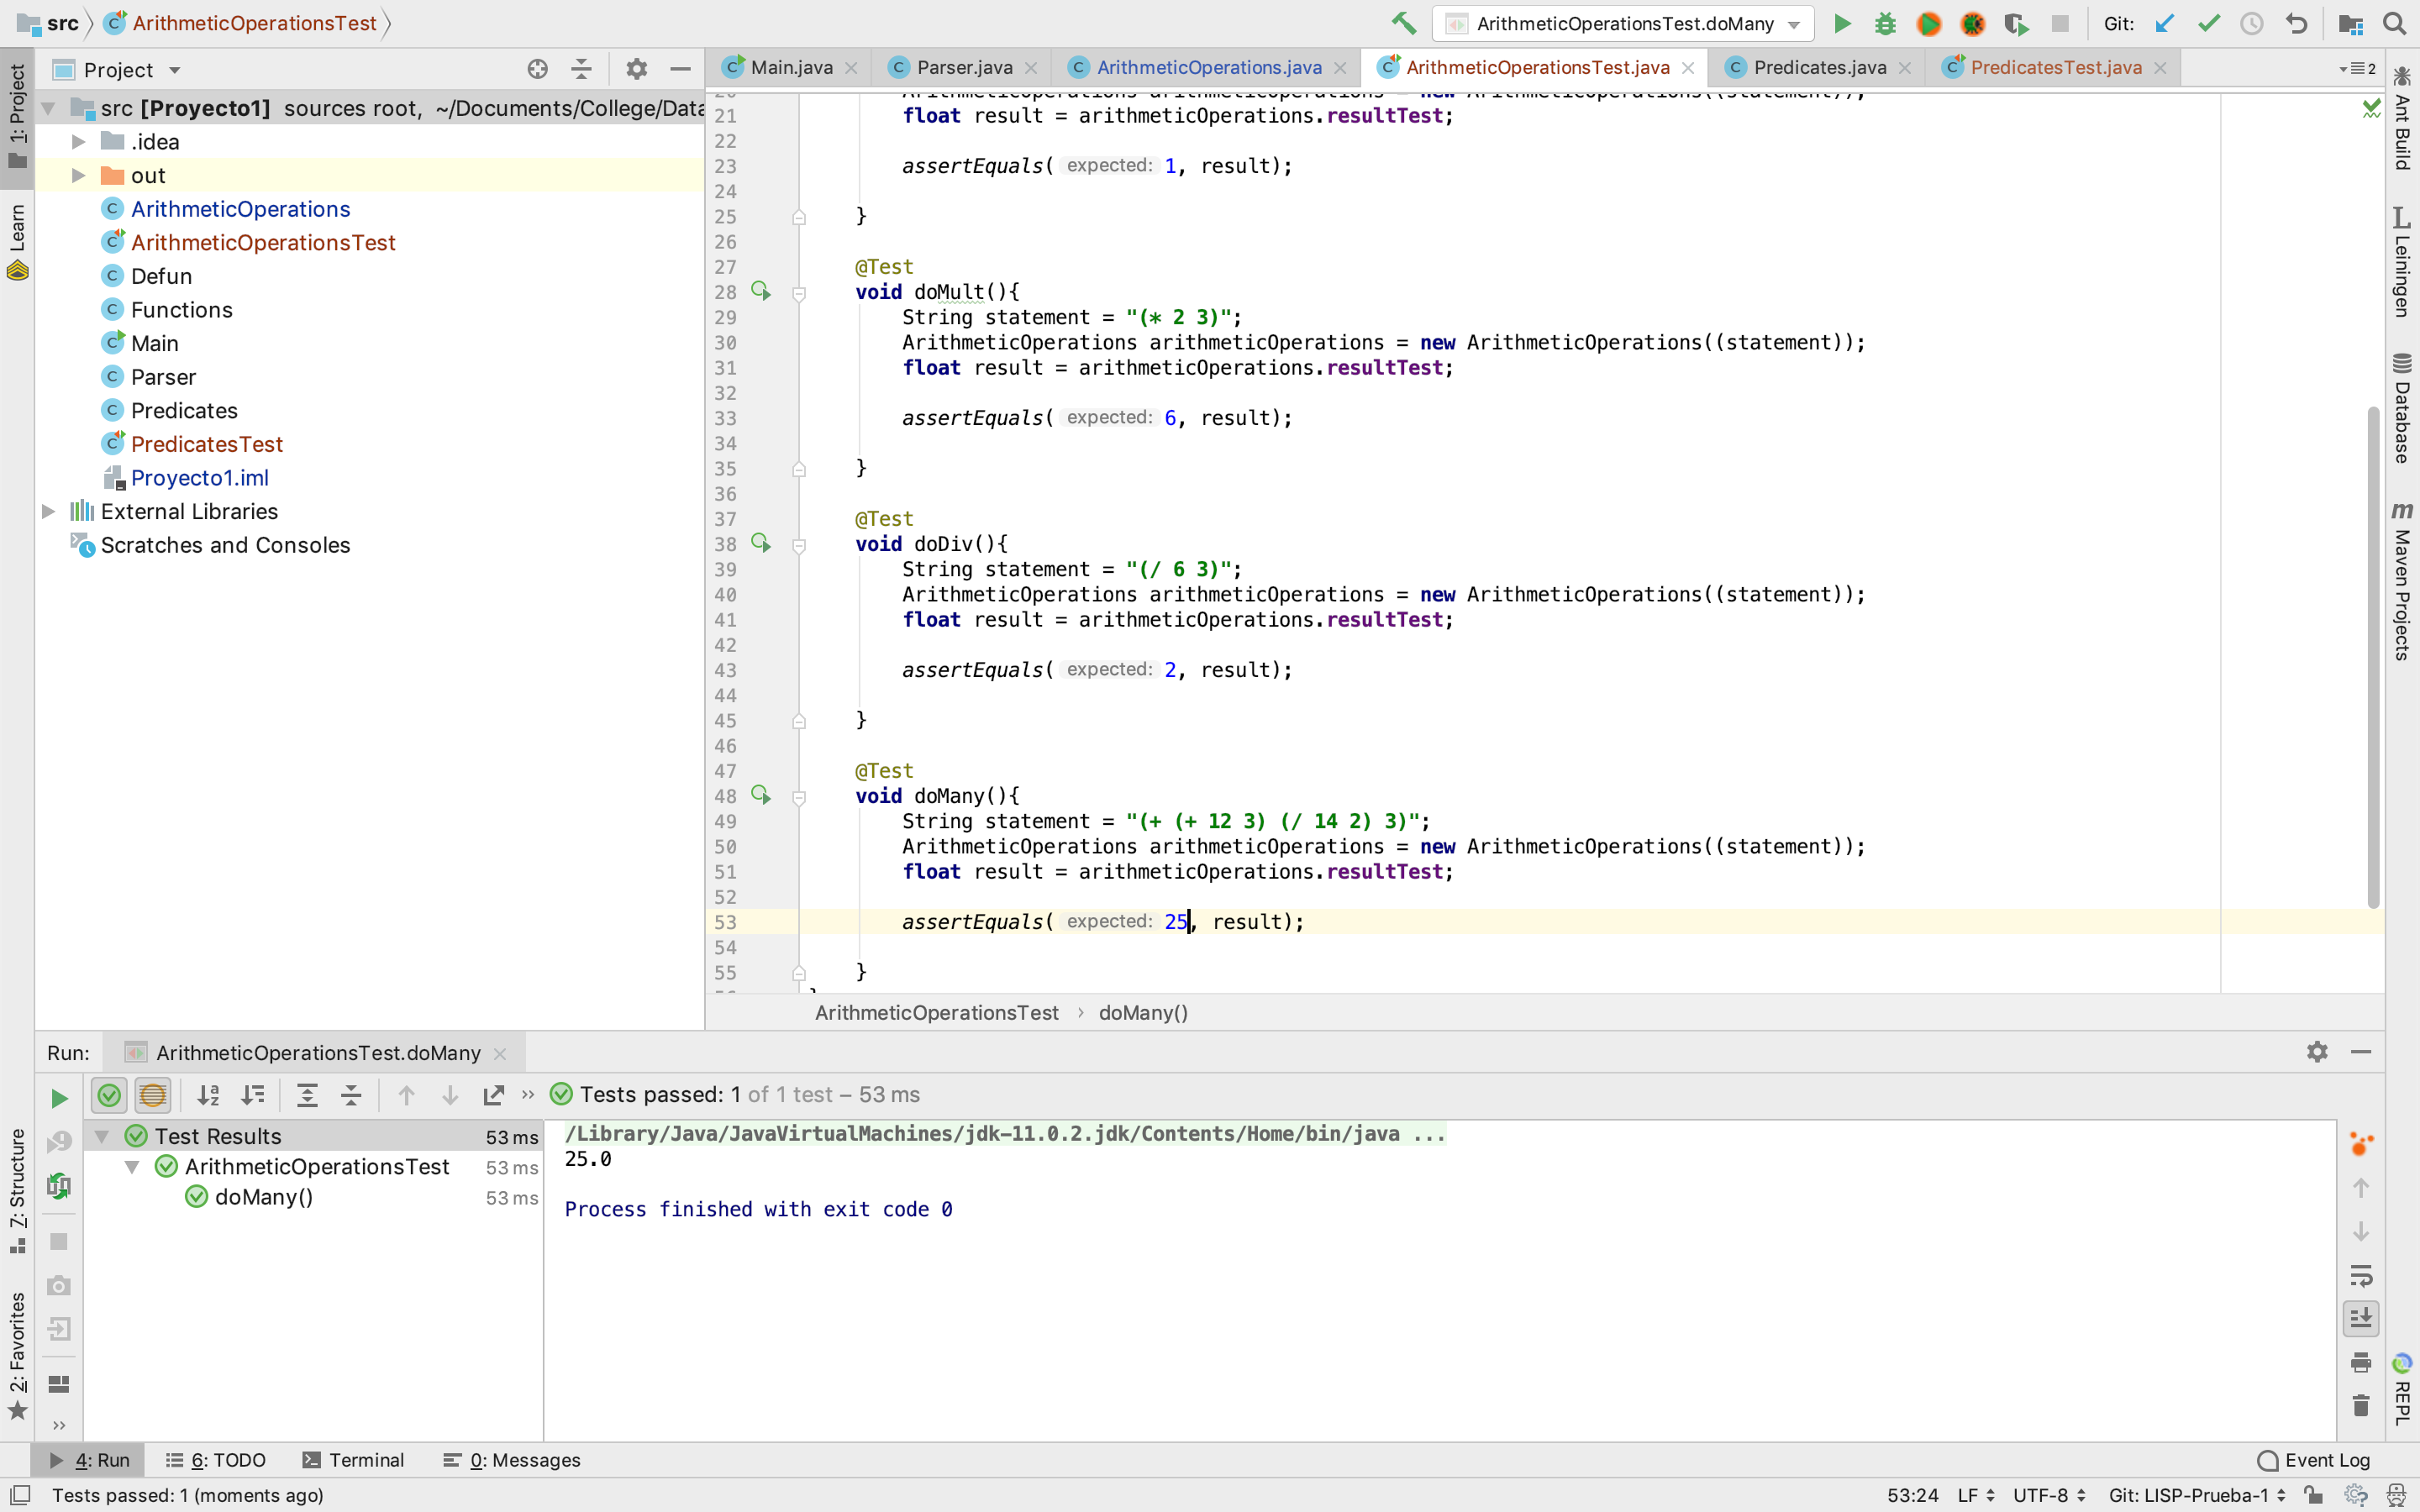 src ArithmeticOperationsTest
ArithmeticOperationsTest.doMany
Git:
Project
Main.java
Parser.java
ArithmeticOperations.java
ArithmeticOperationsTest.java
Predicates.java
PredicatesTest.java
2
1: Project
Learn
7: Structure
2: Favorites
src [Proyecto1] sources root, ~/Documents/College/Data
.idea
out
ArithmeticOperations
ArithmeticOperationsTest
Defun
Functions
Main
Parser
Predicates
PredicatesTest
Proyecto1.iml
External Libraries
Scratches and Consoles
21 float result = arithmeticOperations.resultTest;
22
23 assertEquals( expected: 1, result);
24
25 }
26
27 @Test
28 void doMult(){
29 String statement = "(* 2 3)";
30 ArithmeticOperations arithmeticOperations = new ArithmeticOperations((statement));
31 float result = arithmeticOperations.resultTest;
32
33 assertEquals( expected: 6, result);
34
35 }
36
37 @Test
38 void doDiv(){
39 String statement = "(/ 6 3)";
40 ArithmeticOperations arithmeticOperations = new ArithmeticOperations((statement));
41 float result = arithmeticOperations.resultTest;
42
43 assertEquals( expected: 2, result);
44
45 }
46
47 @Test
48 void doMany(){
49 String statement = "(+ (+ 12 3) (/ 14 2) 3)";
50 ArithmeticOperations arithmeticOperations = new ArithmeticOperations((statement));
51 float result = arithmeticOperations.resultTest;
52
53 assertEquals( expected: 25, result);
54
55 }
ArithmeticOperationsTest › doMany()
Ant Build
Leiningen
Database
Maven Projects
REPL
Run: ArithmeticOperationsTest.doMany
Tests passed: 1 of 1 test – 53 ms
Test Results 53 ms
ArithmeticOperationsTest 53 ms
doMany() 53 ms
/Library/Java/JavaVirtualMachines/jdk-11.0.2.jdk/Contents/Home/bin/java ...
25.0
Process finished with exit code 0
4: Run
6: TODO
Terminal
0: Messages
Event Log
Tests passed: 1 (moments ago)
53:24 LF UTF-8 Git: LISP-Prueba-1